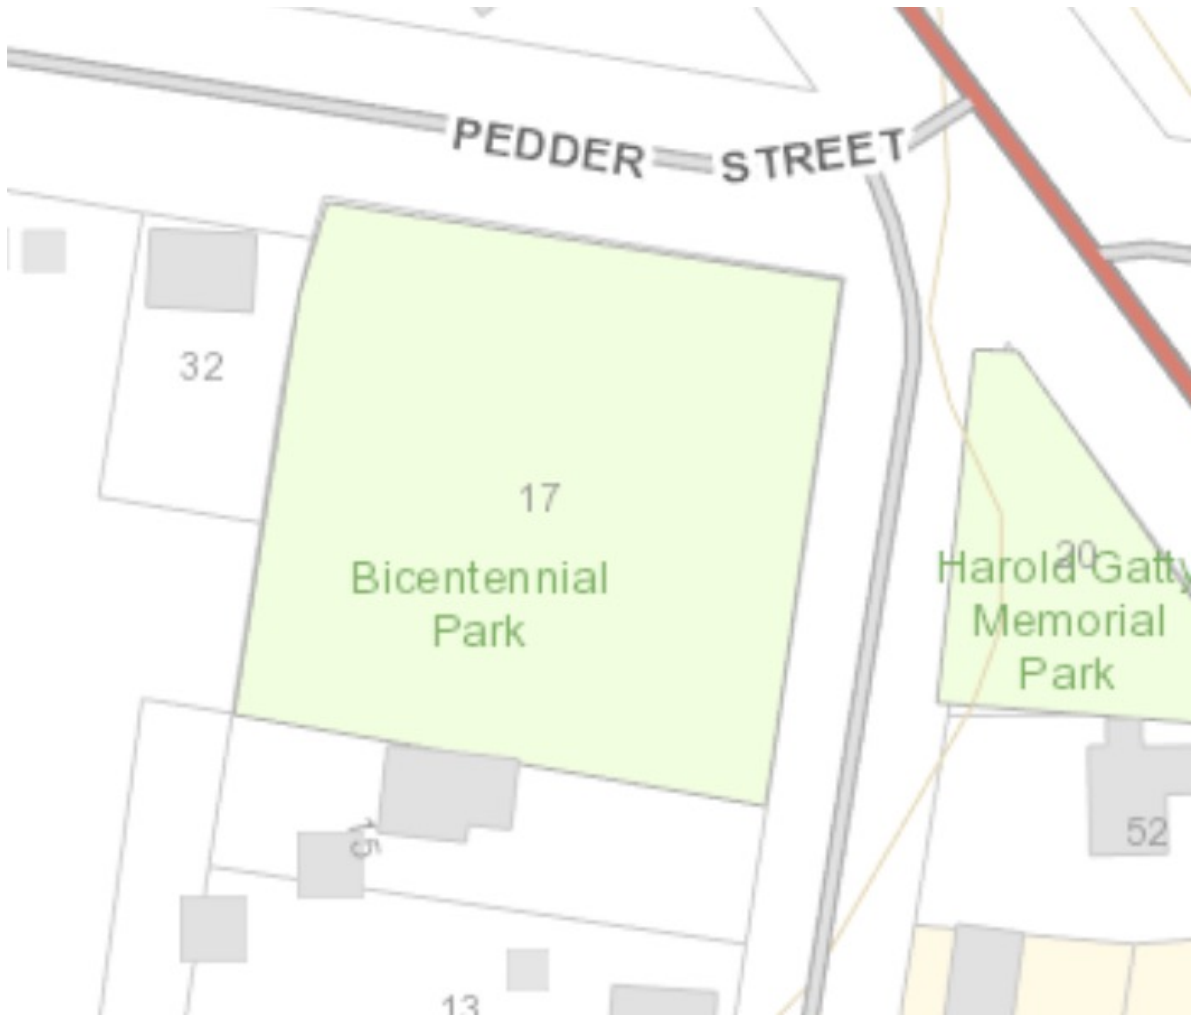 PEDDER STREET
32
17
Bicentennial
Park
20
Harold Gatty
Memorial
Park
15
52
13